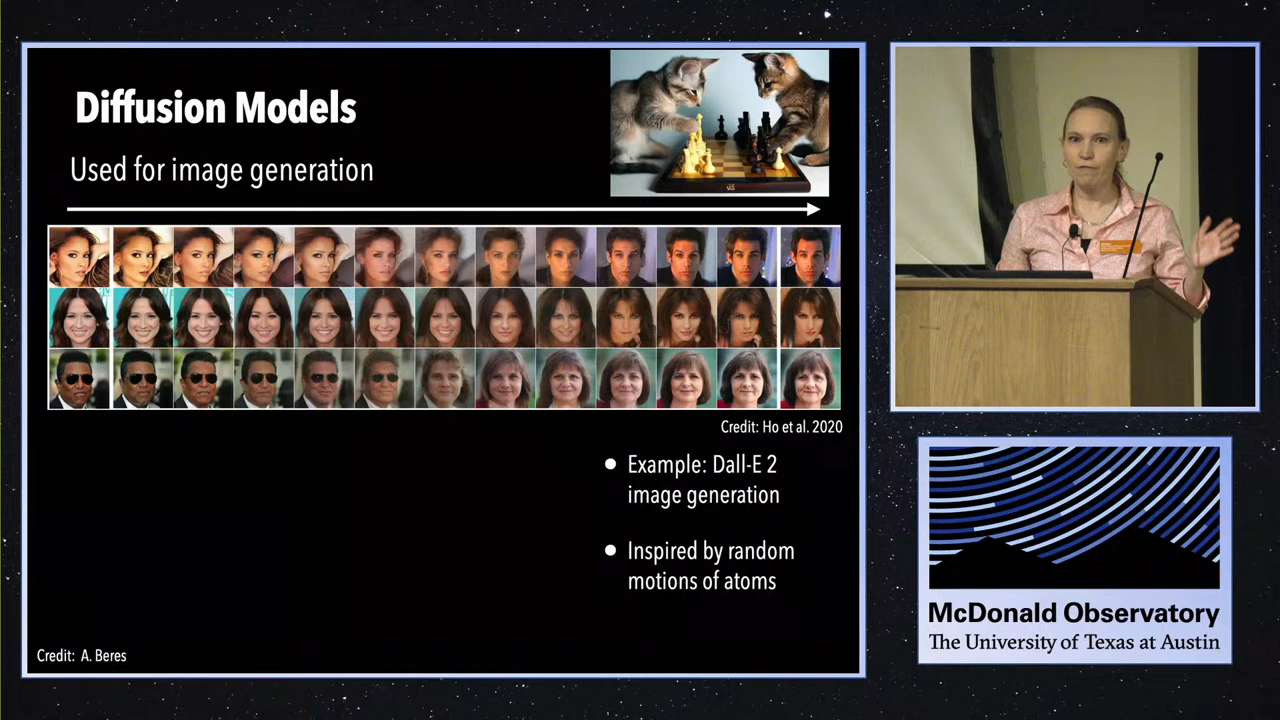 Diffusion Models
Used for image generation
Credit: Ho et al. 2020
● Example: Dall-E 2
image generation
● Inspired by random
motions of atoms
Credit: A. Beres
McDonald Observatory
The University of Texas at Austin